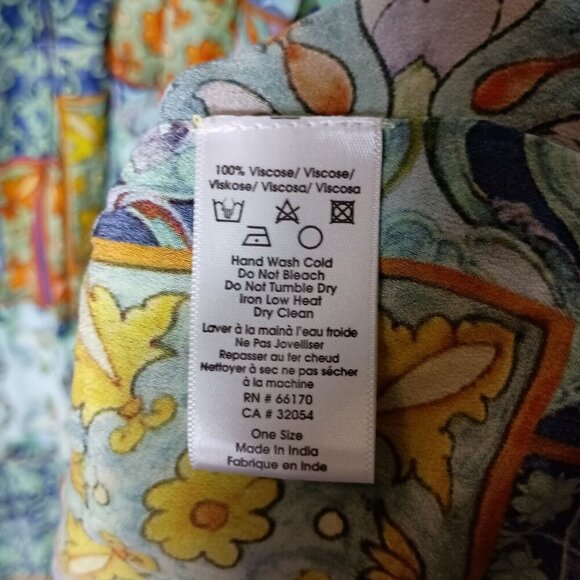 100% Viscose/ Viscose/
Viskose/ Viscosa/ Viscosa
Hand Wash Cold
Do Not Bleach
Do Not Tumble Dry
Iron Low Heat
Dry Clean
Laver à la mainà l'eau froide
Ne Pas Jovelliser
Repasser au fer cheud
Nettoyer à sec ne pas sécher
à la machine
RN # 66170
CA # 32054
One Size
Made in India
Fabrique en Inde